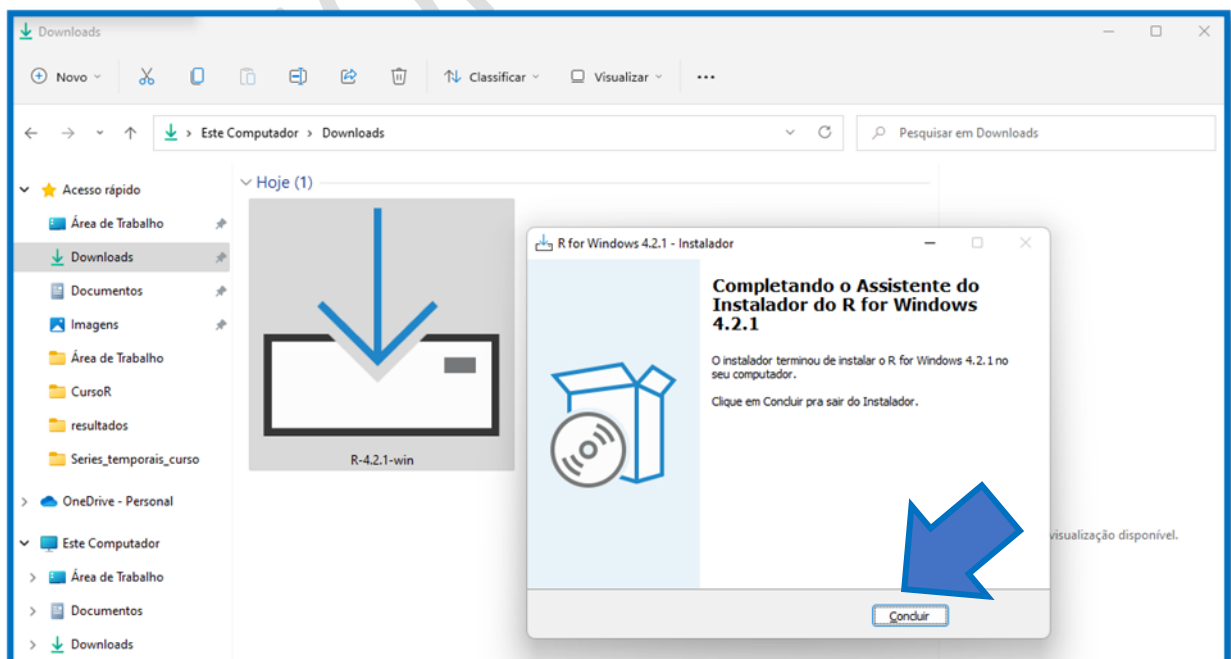 Downloads
Novo
Classificar
Visualizar
Este Computador > Downloads
Pesquisar em Downloads
Acesso rápido
Área de Trabalho
Downloads
Documentos
Imagens
Área de Trabalho
CursoR
resultados
Series_temporais_curso
OneDrive - Personal
Este Computador
Área de Trabalho
Documentos
Downloads
Hoje (1)
R-4.2.1-win
R for Windows 4.2.1 - Instalador
Completando o Assistente do
Instalador do R for Windows
4.2.1
O instalador terminou de instalar o R for Windows 4.2.1 no
seu computador.
Clique em Concluir pra sair do Instalador.
Concluir
visualização disponível.